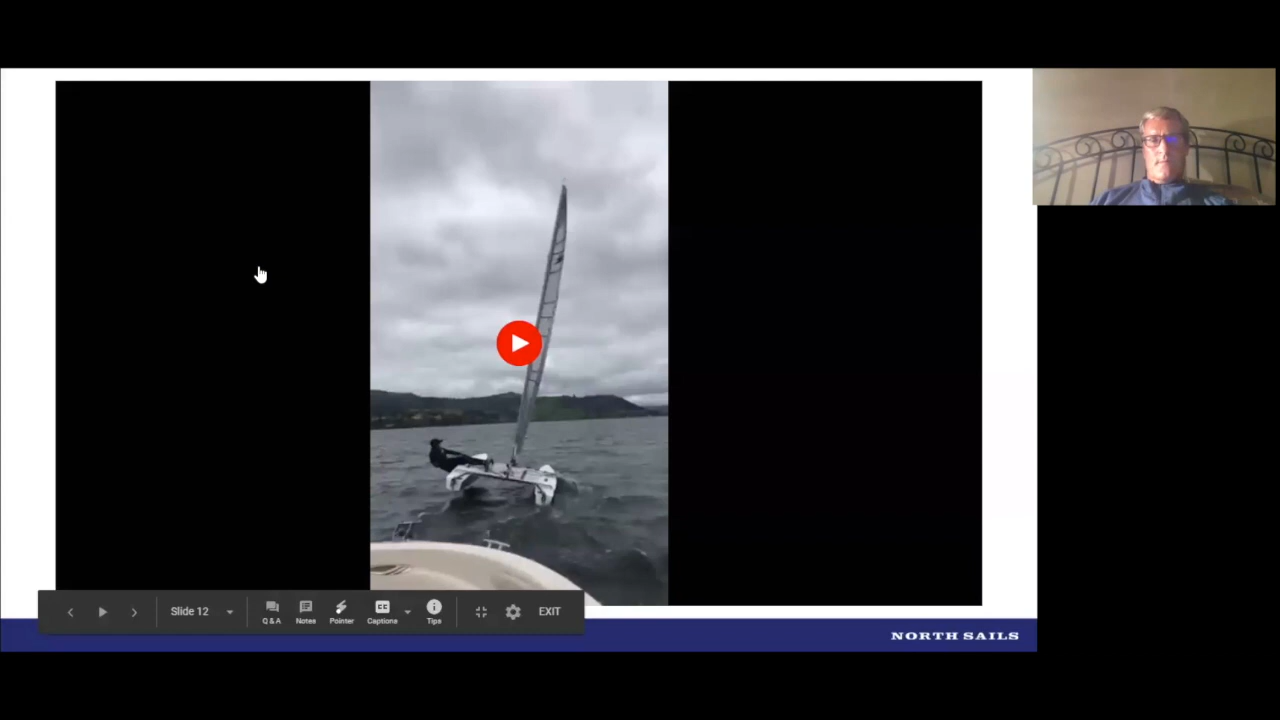 Slide 12
Q & A
Notes
Pointer
Captions
Tips
EXIT
NORTH SAILS